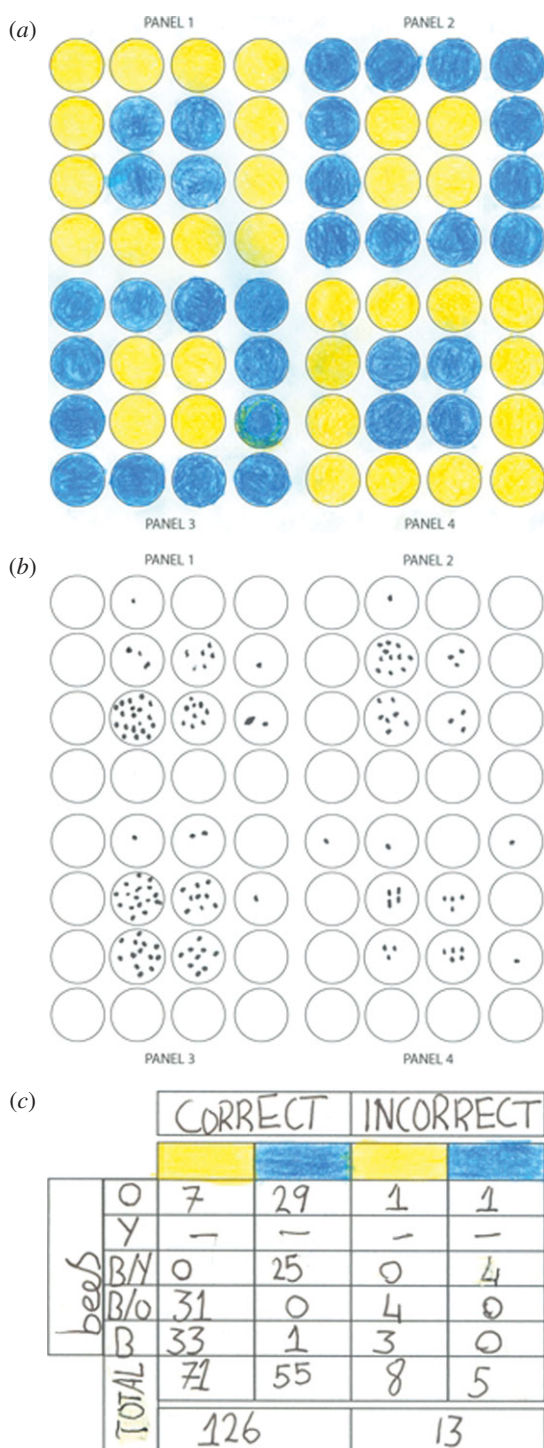 (a)
PANEL 1 PANEL 2
PANEL 3 PANEL 4
(b)
PANEL 1 PANEL 2
PANEL 3 PANEL 4
(c)
CORRECT INCORRECT
bees
O 7 29 1 1
Y — — — —
B/Y 0 25 0 4
B/O 31 0 4 0
B 33 1 3 0
TOTAL 71 55 8 5
126 13